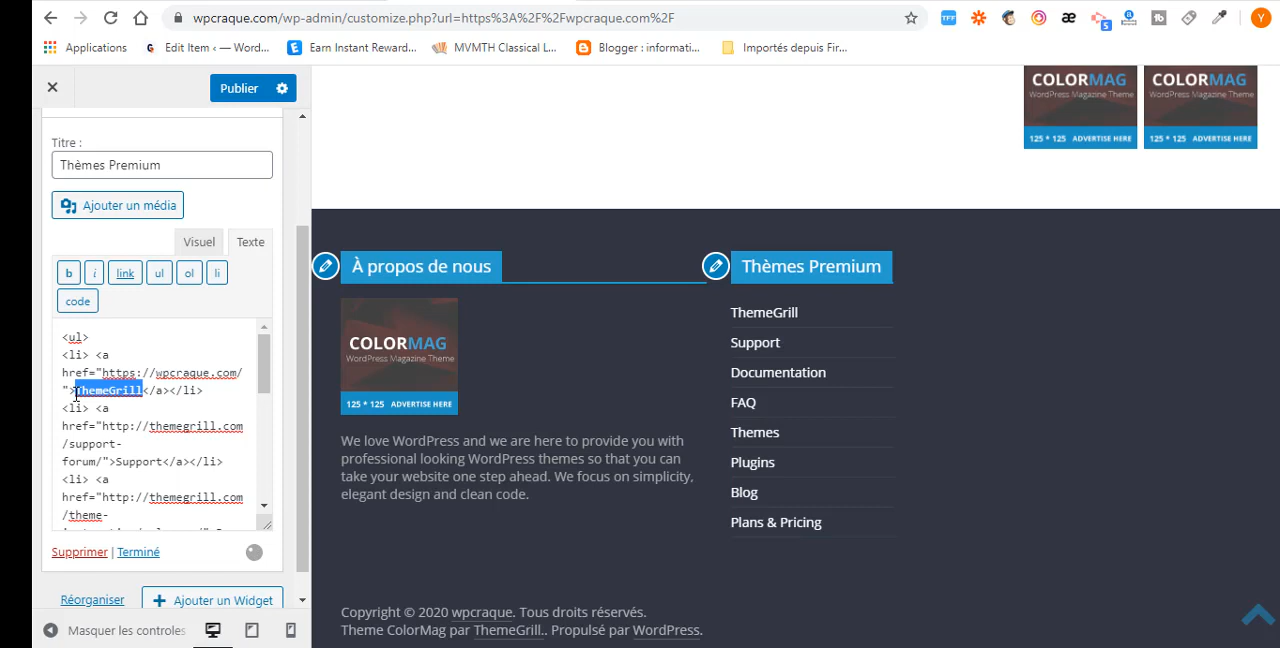 wpcraque.com/wp-admin/customize.php?url=https%3A%2F%2Fwpcraque.com%2F
Applications
Edit Item ‹ — Word...
Earn Instant Reward...
MVMTH Classical L...
Blogger : informati...
Importés depuis Fir...
Publier
Titre :
Thèmes Premium
Ajouter un média
Visuel
Texte
b
i
link
ul
ol
li
code
<ul>
<li> <a
href="https://wpcraque.com/
">ThemeGrill</a></li>
<li> <a
href="http://themegrill.com
/support-
forum/">Support</a></li>
<li> <a
href="http://themegrill.com
/theme-
Supprimer | Terminé
Réorganiser
Ajouter un Widget
Masquer les controles
COLORMAG
WordPress Magazine Theme
125 * 125 ADVERTISE HERE
COLORMAG
WordPress Magazine Theme
125 * 125 ADVERTISE HERE
À propos de nous
COLORMAG
WordPress Magazine Theme
125 * 125 ADVERTISE HERE
We love WordPress and we are here to provide you with
professional looking WordPress themes so that you can
take your website one step ahead. We focus on simplicity,
elegant design and clean code.
Thèmes Premium
ThemeGrill
Support
Documentation
FAQ
Themes
Plugins
Blog
Plans & Pricing
Copyright © 2020 wpcraque. Tous droits réservés.
Theme ColorMag par ThemeGrill.. Propulsé par WordPress.